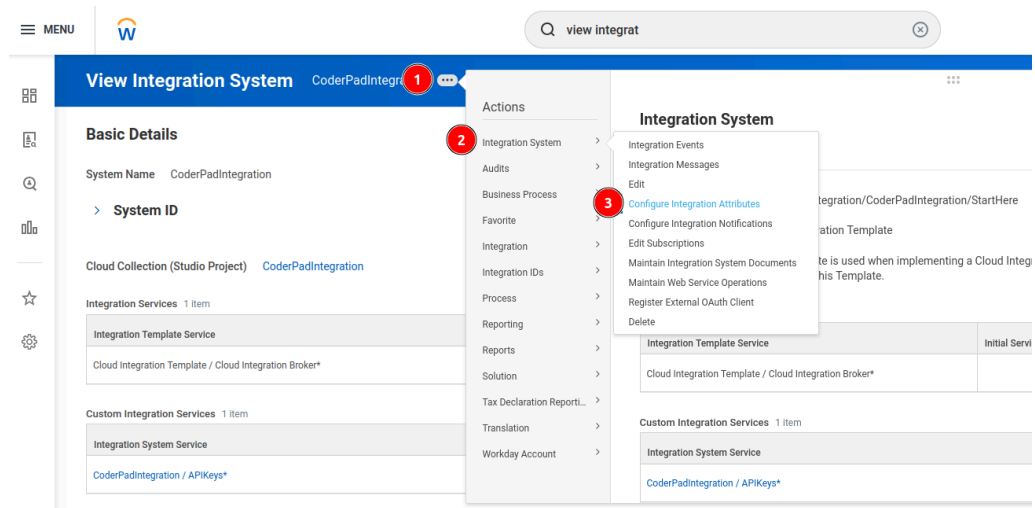 MENU
view integrat
View Integration System CoderPadIntegra
1
Basic Details
System Name CoderPadIntegration
System ID
Cloud Collection (Studio Project) CoderPadIntegration
Integration Services 1 item
Integration Template Service
Cloud Integration Template / Cloud Integration Broker*
Custom Integration Services 1 item
Integration System Service
CoderPadIntegration / APIKeys*
Actions
2
Integration System
Audits
Business Process
Favorite
Integration
Integration IDs
Process
Reporting
Reports
Solution
Tax Declaration Reporti...
Translation
Workday Account
Integration Events
Integration Messages
Edit
3
Configure Integration Attributes
Configure Integration Notifications
Edit Subscriptions
Maintain Integration System Documents
Maintain Web Service Operations
Register External OAuth Client
Delete
Integration System
tegration/CoderPadIntegration/StartHere
ation Template
te is used when implementing a Cloud Integ
his Template.
Integration Template Service Initial Servi
Cloud Integration Template / Cloud Integration Broker*
Custom Integration Services 1 item
Integration System Service
CoderPadIntegration / APIKeys*